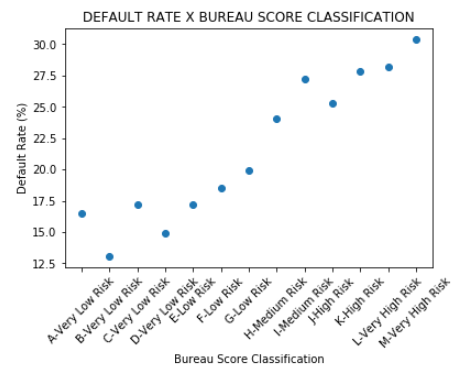 DEFAULT RATE X BUREAU SCORE CLASSIFICATION
30.0
27.5
25.0
22.5
20.0
17.5
15.0
12.5
Default Rate (%)
A-Very Low Risk
B-Very Low Risk
C-Very Low Risk
D-Very Low Risk
E-Low Risk
F-Low Risk
G-Low Risk
H-Medium Risk
I-Medium Risk
J-High Risk
K-High Risk
L-Very High Risk
M-Very High Risk
Bureau Score Classification